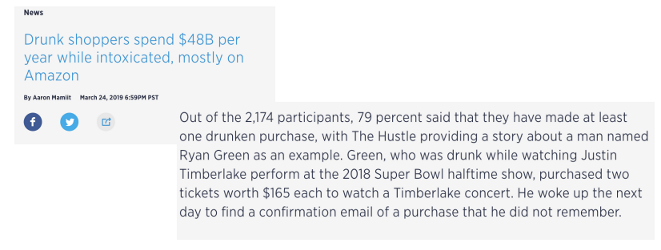 News
Drunk shoppers spend $48B per
year while intoxicated, mostly on
Amazon
By Aaron Mamiit March 24, 2019 6:59PM PST
Out of the 2,174 participants, 79 percent said that they have made at least
one drunken purchase, with The Hustle providing a story about a man named
Ryan Green as an example. Green, who was drunk while watching Justin
Timberlake perform at the 2018 Super Bowl halftime show, purchased two
tickets worth $165 each to watch a Timberlake concert. He woke up the next
day to find a confirmation email of a purchase that he did not remember.